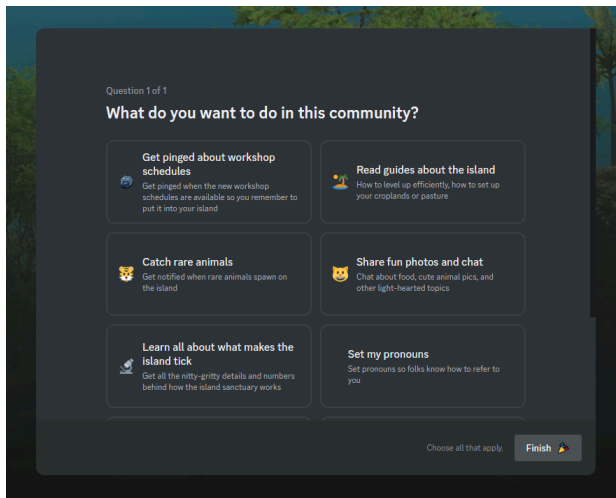 Question 1 of 1
What do you want to do in this community?
Get pinged about workshop
schedules
Get pinged when the new workshop
schedules are available so you remember to
put it into your island
Read guides about the island
How to level up efficiently, how to set up
your croplands or pasture
Catch rare animals
Get notified when rare animals spawn on
the island
Share fun photos and chat
Chat about food, cute animal pics, and
other light-hearted topics
Learn all about what makes the
island tick
Get all the nitty-gritty details and numbers
behind how the island sanctuary works
Set my pronouns
Set pronouns so folks know how to refer to
you
Choose all that apply.
Finish